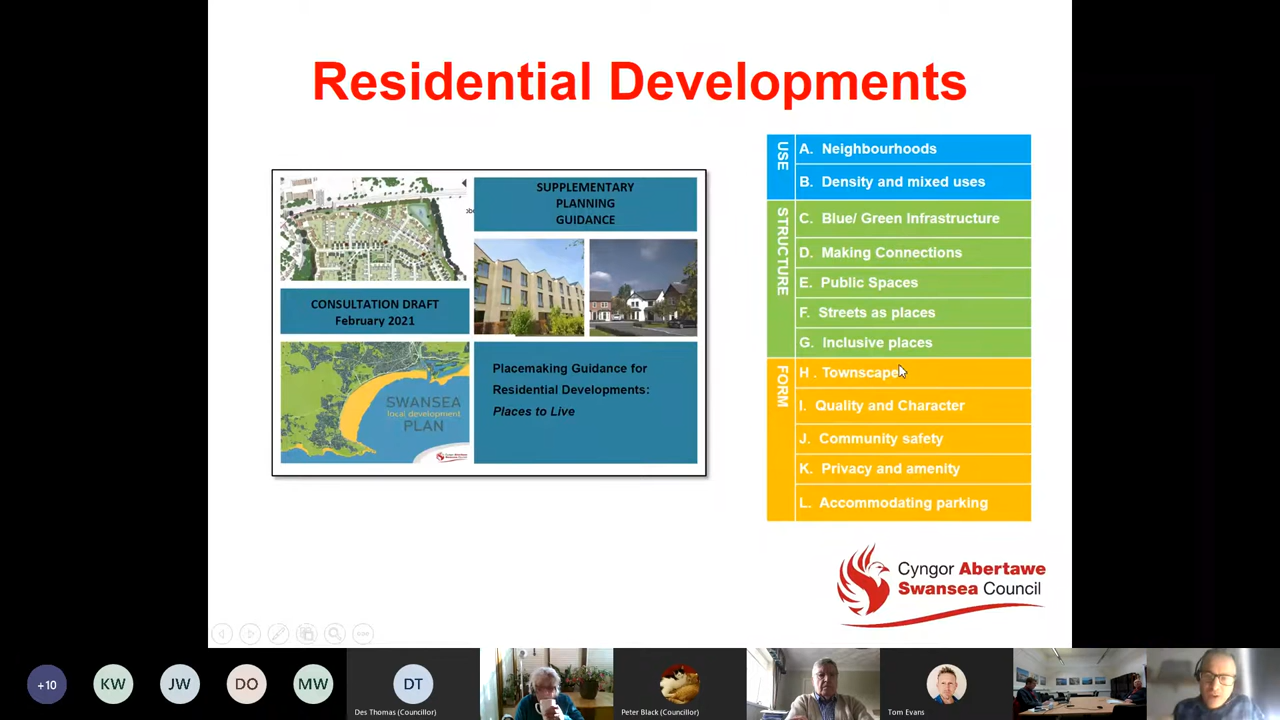 Residential Developments
SUPPLEMENTARY
PLANNING
GUIDANCE
CONSULTATION DRAFT
February 2021
SWANSEA
local development
PLAN
Placemaking Guidance for
Residential Developments:
Places to Live
USE
A. Neighbourhoods
B. Density and mixed uses
STRUCTURE
C. Blue/ Green Infrastructure
D. Making Connections
E. Public Spaces
F. Streets as places
G. Inclusive places
FORM
H . Townscape
I. Quality and Character
J. Community safety
K. Privacy and amenity
L. Accommodating parking
Cyngor Abertawe
Swansea Council
+10
KW
JW
DO
MW
DT
Des Thomas (Councillor)
Peter Black (Councillor)
Tom Evans